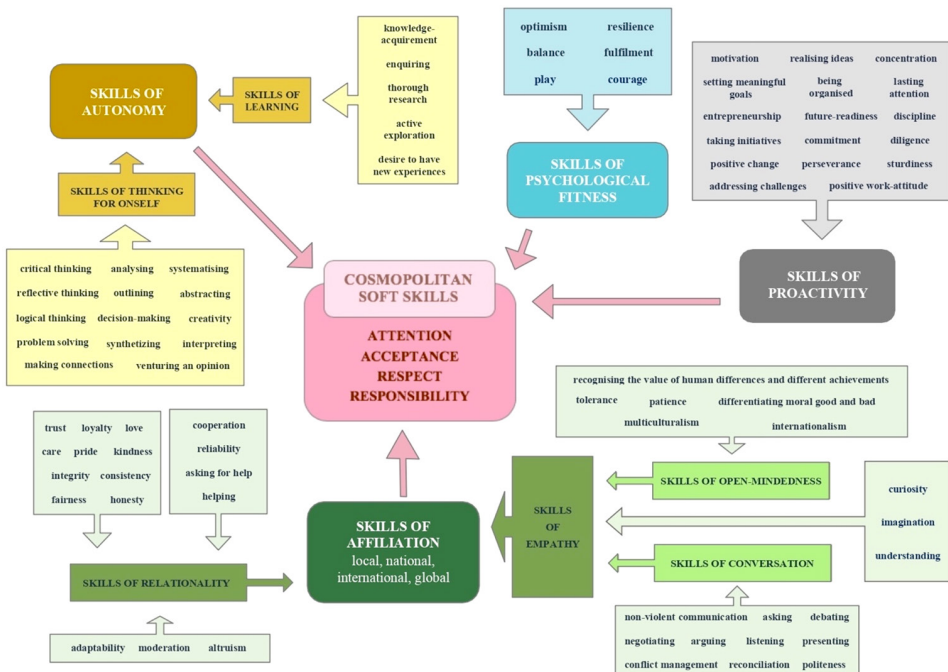 SKILLS OF
AUTONOMY
SKILLS OF
LEARNING
knowledge-
acquirement
enquiring
thorough
research
active
exploration
desire to have
new experiences
SKILLS OF THINKING
FOR ONSELF
critical thinking analysing systematising
reflective thinking outlining abstracting
logical thinking decision-making creativity
problem solving synthetizing interpreting
making connections venturing an opinion
optimism resilience
balance fulfilment
play courage
SKILLS OF
PSYCHOLOGICAL
FITNESS
motivation realising ideas concentration
setting meaningful
goals
being
organised
lasting
attention
entrepreneurship future-readiness discipline
taking initiatives commitment diligence
positive change perseverance sturdiness
addressing challenges positive work-attitude
SKILLS OF
PROACTIVITY
COSMOPOLITAN
SOFT SKILLS
ATTENTION
ACCEPTANCE
RESPECT
RESPONSIBILITY
trust loyalty love
care pride kindness
integrity consistency
fairness honesty
cooperation
reliability
asking for help
helping
SKILLS OF RELATIONALITY
adaptability moderation altruism
SKILLS OF
AFFILIATION
local, national,
international, global
SKILLS
OF
EMPATHY
recognising the value of human differences and different achievements
tolerance patience differentiating moral good and bad
multiculturalism internationalism
SKILLS OF OPEN-MINDEDNESS
curiosity
imagination
understanding
SKILLS OF CONVERSATION
non-violent communication asking debating
negotiating arguing listening presenting
conflict management reconciliation politeness